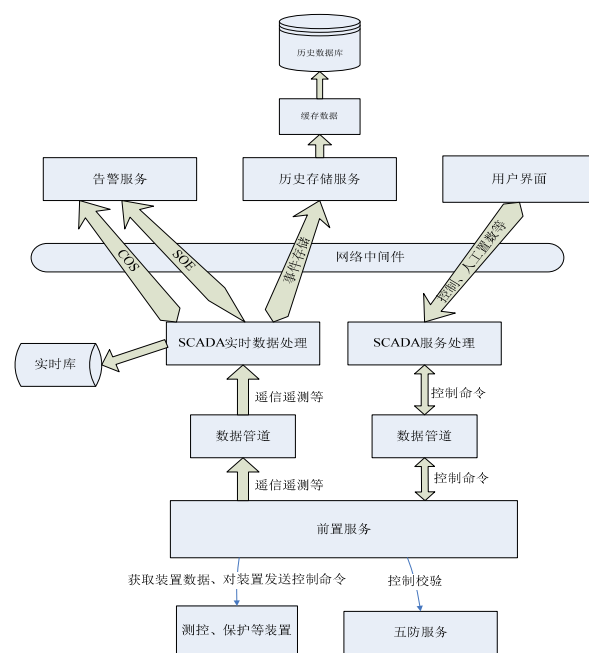 历史数据库
缓存数据
告警服务
历史存储服务
用户界面
COS
SOE
事件存储
网络中间件
控制、人工置数等
SCADA实时数据处理
SCADA服务处理
实时库
遥信遥测等
控制命令
数据管道
数据管道
遥信遥测等
控制命令
前置服务
获取装置数据、对装置发送控制命令
控制校验
测控、保护等装置
五防服务